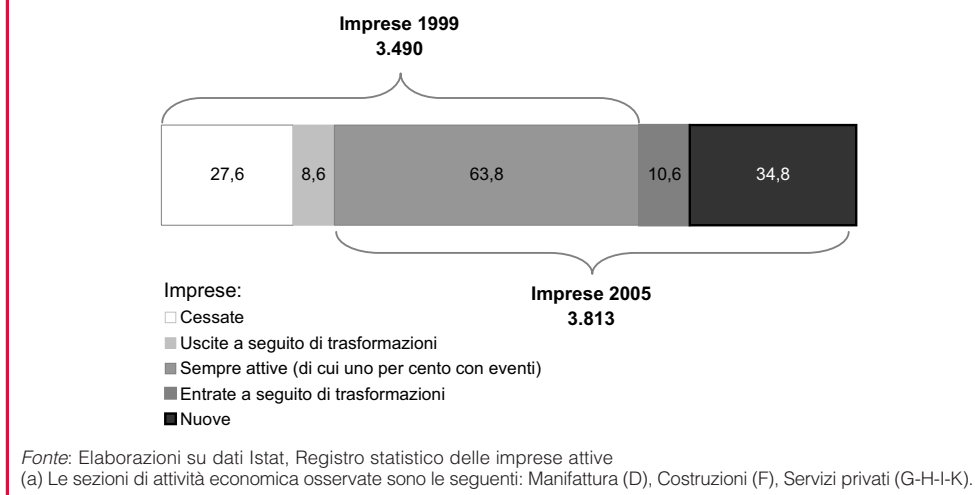 Imprese 1999
3.490
27,6 8,6 63,8 10,6 34,8
Imprese 2005
3.813
Imprese:
Cessate
Uscite a seguito di trasformazioni
Sempre attive (di cui uno per cento con eventi)
Entrate a seguito di trasformazioni
Nuove
Fonte: Elaborazioni su dati Istat, Registro statistico delle imprese attive
(a) Le sezioni di attività economica osservate sono le seguenti: Manifattura (D), Costruzioni (F), Servizi privati (G-H-I-K).